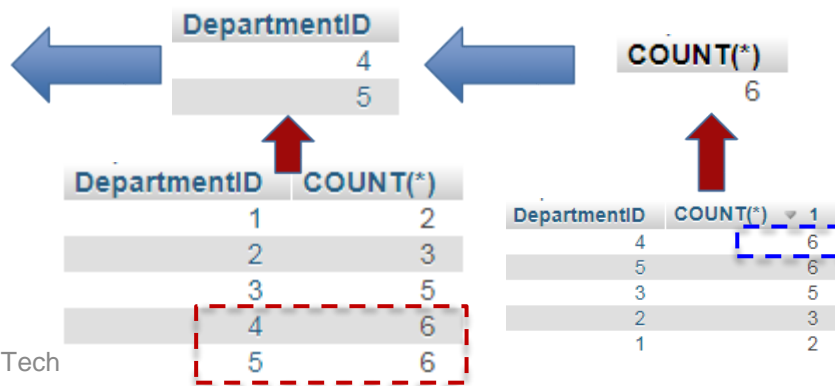 DepartmentID
4
5
COUNT(*)
6
DepartmentID COUNT(*)
1 2
2 3
3 5
4 6
5 6
DepartmentID COUNT(*) 1
4 6
5 6
3 5
2 3
1 2
Tech